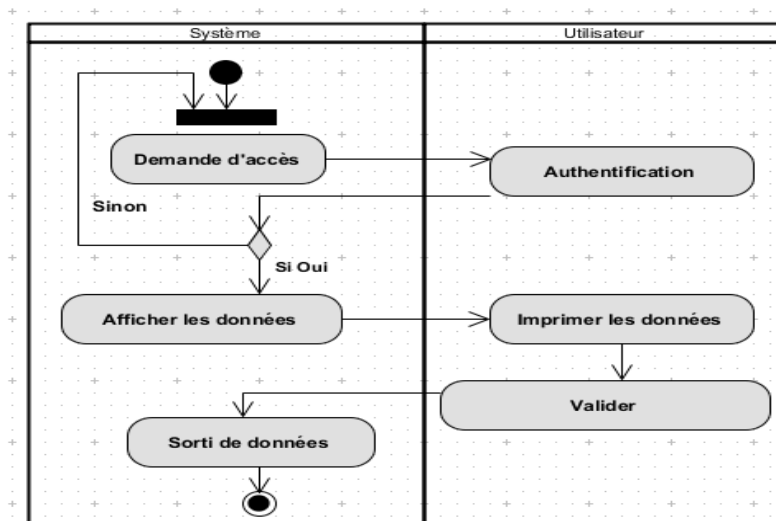 Système
Utilisateur
Demande d'accès
Authentification
Sinon
Si Oui
Afficher les données
Imprimer les données
Valider
Sorti de données